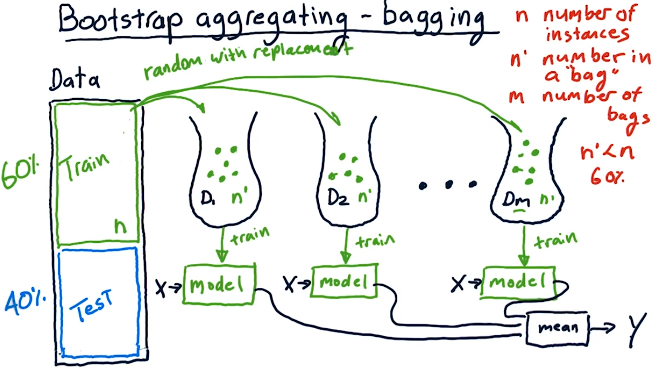 Bootstrap aggregating - bagging
n number of
instances
n' number in
a "bag"
m number of
bags
n' < n
60%
random with replacement
Data
60%
Train
n
40%
Test
D1 n'
D2 n'
...
Dm n'
train
train
train
X→ model
X→ model
X→ model
mean → Y